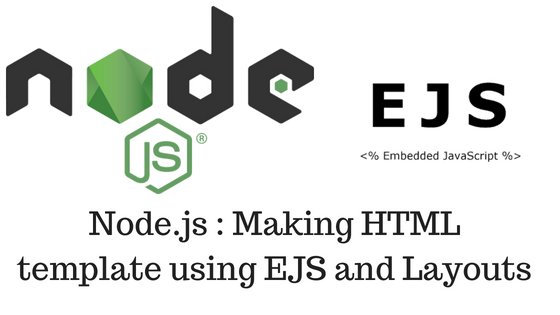 node
JS®
EJS
<% Embedded JavaScript %>
Node.js : Making HTML
template using EJS and Layouts